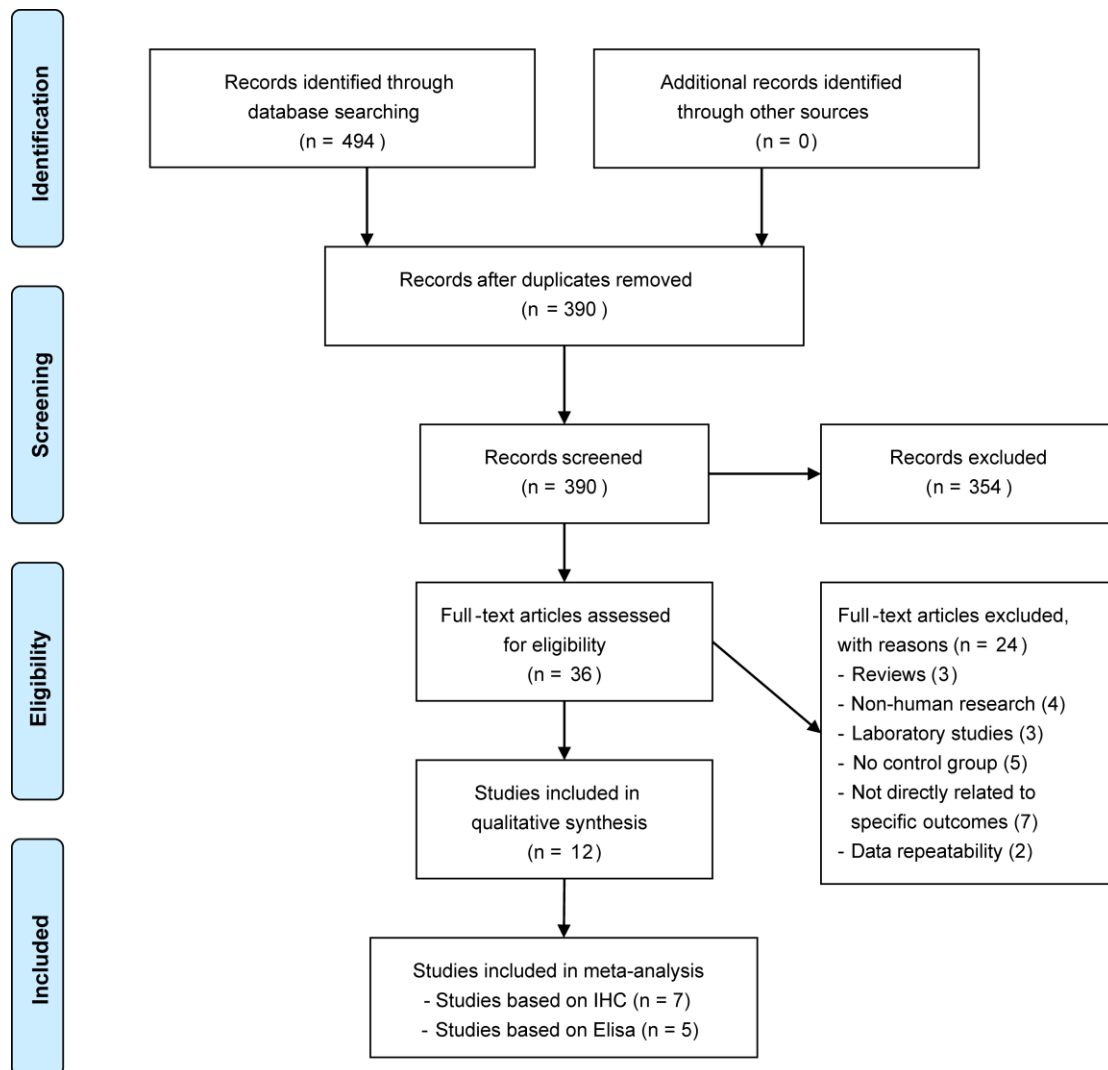 Identification
Records identified through
database searching
(n = 494 )
Additional records identified
through other sources
(n = 0)
Records after duplicates removed
(n = 390 )
Screening
Records screened
(n = 390 )
Records excluded
(n = 354 )
Eligibility
Full-text articles assessed
for eligibility
(n = 36 )
Full-text articles excluded,
with reasons (n = 24 )
- Reviews (3)
- Non-human research (4)
- Laboratory studies (3)
- No control group (5)
- Not directly related to
specific outcomes (7)
- Data repeatability (2)
Studies included in
qualitative synthesis
(n = 12 )
Included
Studies included in meta-analysis
- Studies based on IHC (n = 7 )
- Studies based on Elisa (n = 5 )